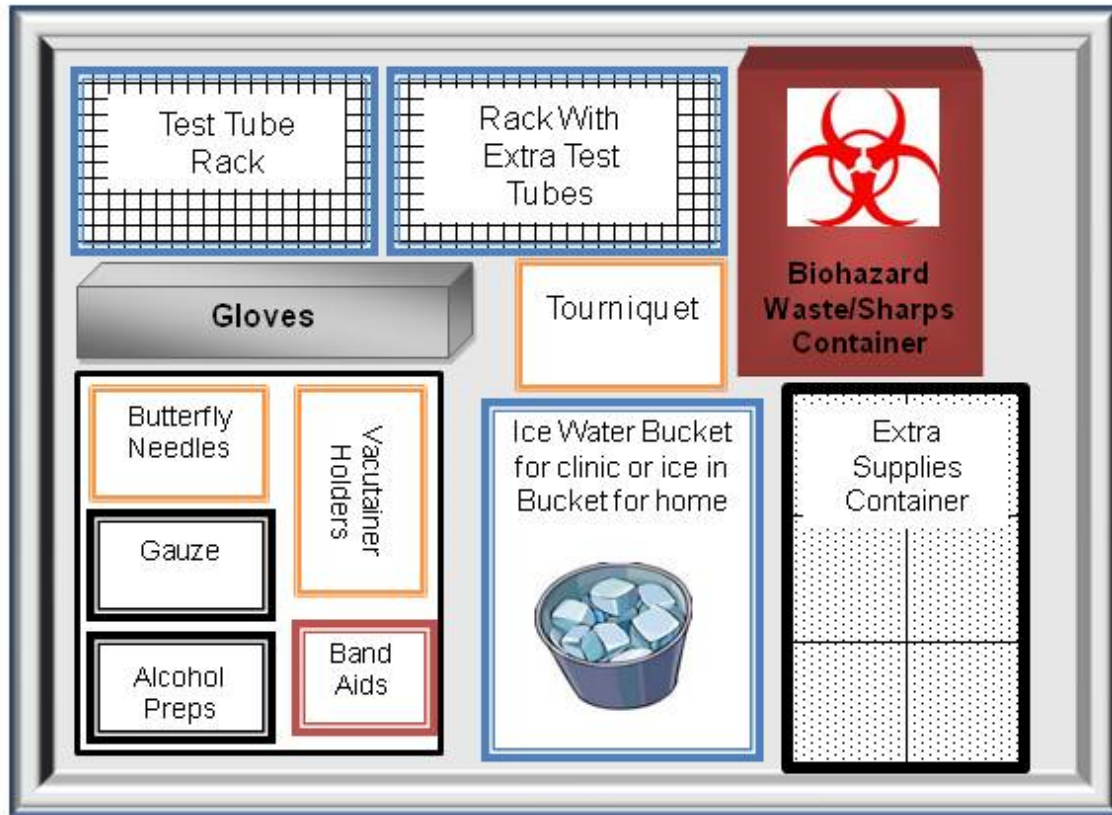 Test Tube
Rack
Rack With
Extra Test
Tubes
Biohazard
Waste/Sharps
Container
Gloves
Tourniquet
Butterfly
Needles
Vacutainer
Holders
Gauze
Alcohol
Preps
Band
Aids
Ice Water Bucket
for clinic or ice in
Bucket for home
Extra
Supplies
Container